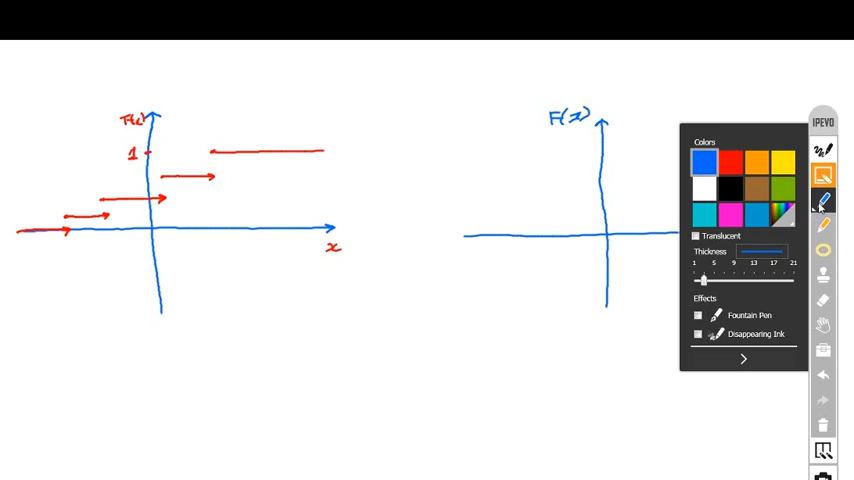 F(x)
1
x
F(x)
IPEVO
Colors
Translucent
Thickness
1 5 9 13 17 21
Effects
Fountain Pen
Disappearing Ink